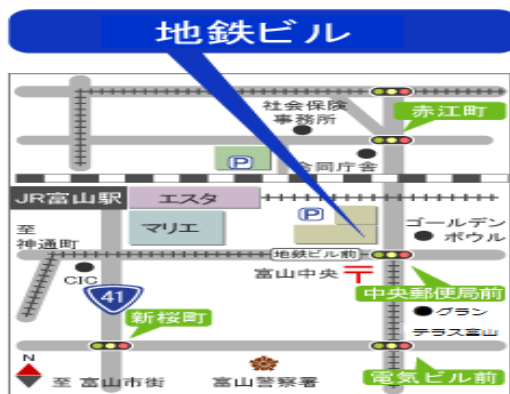 地鉄ビル
社会保険
事務所
赤江町
P
合同庁舎
JR富山駅
エスタ
マリエ
P
ゴールデン
ボウル
至
神通町
地鉄ビル前
CIC
富山中央
中央郵便局前
41
新桜町
グラン
テラス富山
N
至 富山市街
富山警察署
電気ビル前